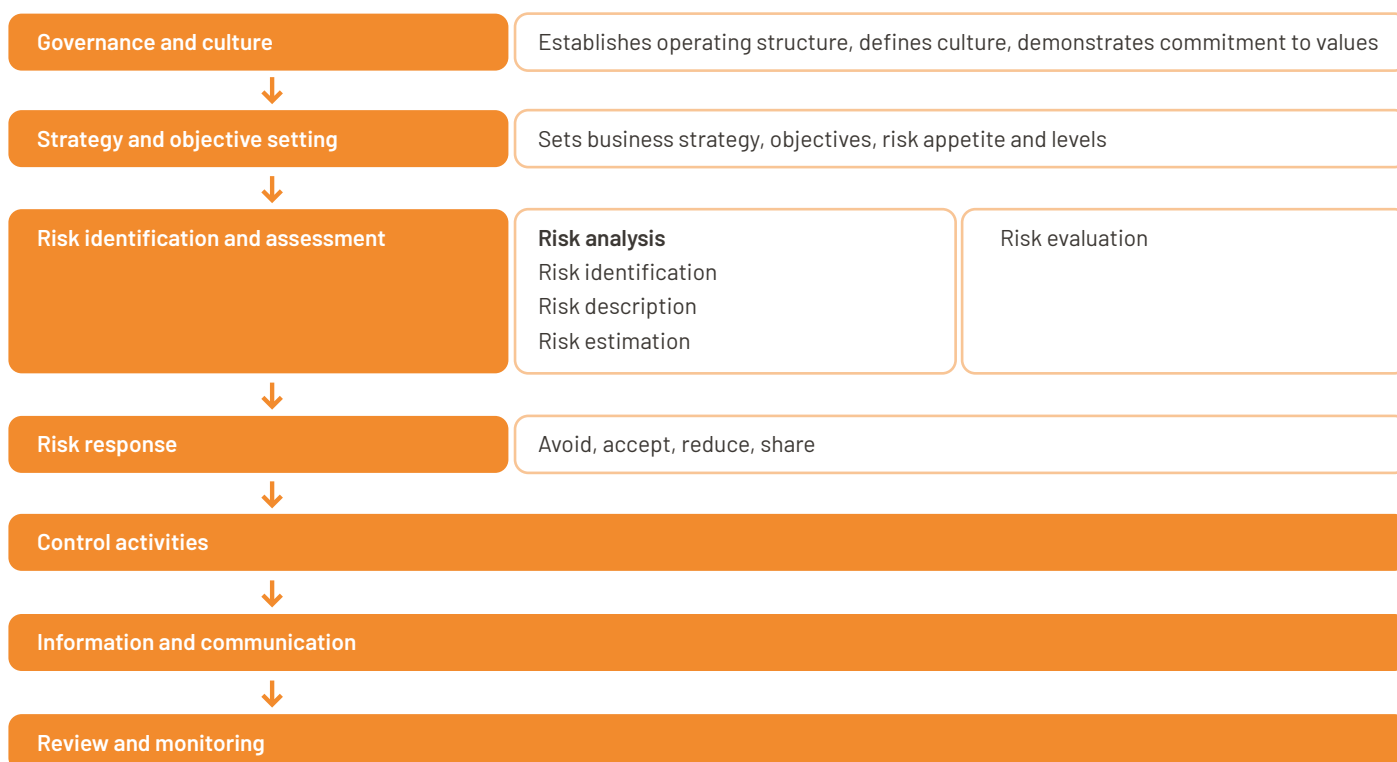 Governance and culture
Establishes operating structure, defines culture, demonstrates commitment to values
Strategy and objective setting
Sets business strategy, objectives, risk appetite and levels
Risk identification and assessment
Risk analysis
Risk identification
Risk description
Risk estimation
Risk evaluation
Risk response
Avoid, accept, reduce, share
Control activities
Information and communication
Review and monitoring